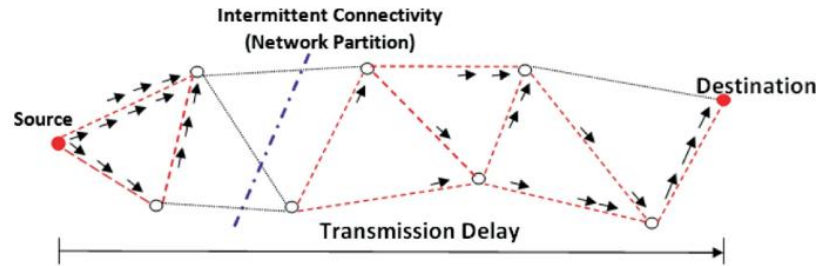 Intermittent Connectivity
(Network Partition)
Destination
Source
Transmission Delay